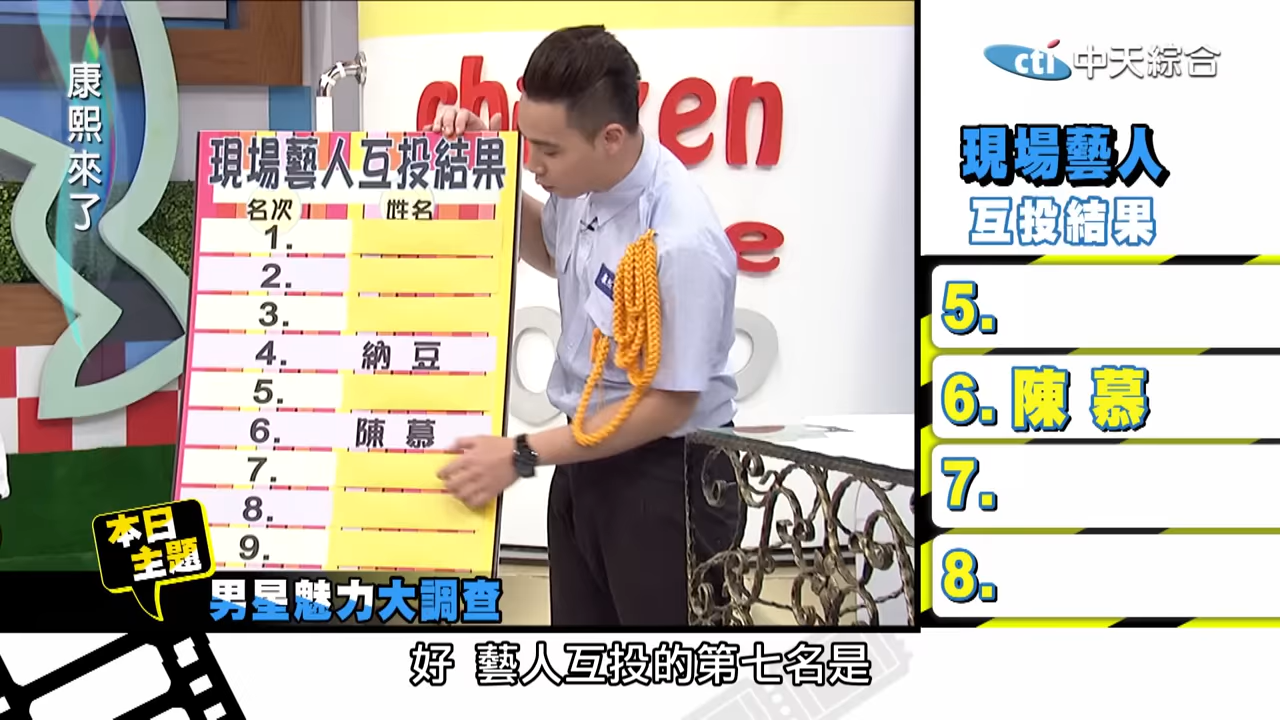 康熙來了
chicken
e
現場藝人互投結果
名次 姓名
1.
2.
3.
4. 納豆
5.
6. 陳慕
7.
8.
9.
本日
主題
男星魅力大調查
好 藝人互投的第七名是
cti 中天綜合
現場藝人
互投結果
5.
6. 陳慕
7.
8.